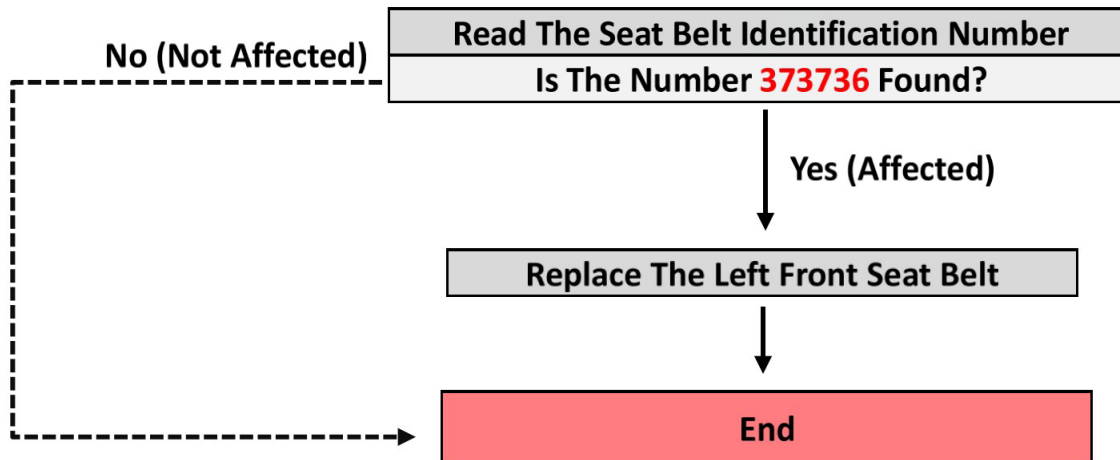 Read The Seat Belt Identification Number
No (Not Affected)
Is The Number 373736 Found?
Yes (Affected)
Replace The Left Front Seat Belt
End